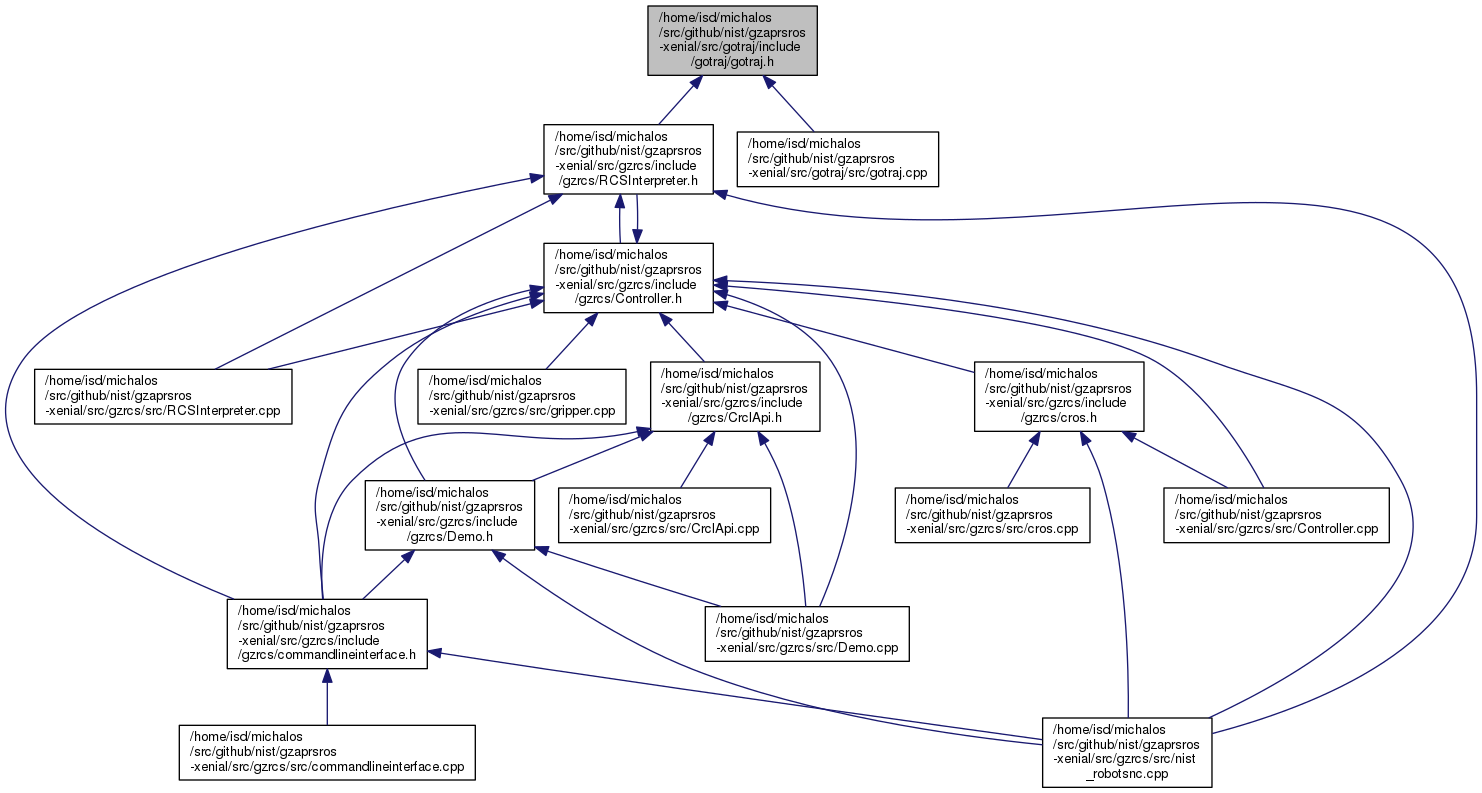 /home/isd/michalos
/src/github/nist/gzaprsros
-xenial/src/gotraj/include
/gotraj/gotraj.h
/home/isd/michalos
/src/github/nist/gzaprsros
-xenial/src/gzrcs/include
/gzrcs/RCSInterpreter.h
/home/isd/michalos
/src/github/nist/gzaprsros
-xenial/src/gotraj/src/gotraj.cpp
/home/isd/michalos
/src/github/nist/gzaprsros
-xenial/src/gzrcs/include
/gzrcs/Controller.h
/home/isd/michalos
/src/github/nist/gzaprsros
-xenial/src/gzrcs/src/RCSInterpreter.cpp
/home/isd/michalos
/src/github/nist/gzaprsros
-xenial/src/gzrcs/src/gripper.cpp
/home/isd/michalos
/src/github/nist/gzaprsros
-xenial/src/gzrcs/include
/gzrcs/CrclApi.h
/home/isd/michalos
/src/github/nist/gzaprsros
-xenial/src/gzrcs/include
/gzrcs/cros.h
/home/isd/michalos
/src/github/nist/gzaprsros
-xenial/src/gzrcs/include
/gzrcs/Demo.h
/home/isd/michalos
/src/github/nist/gzaprsros
-xenial/src/gzrcs/src/CrclApi.cpp
/home/isd/michalos
/src/github/nist/gzaprsros
-xenial/src/gzrcs/src/cros.cpp
/home/isd/michalos
/src/github/nist/gzaprsros
-xenial/src/gzrcs/src/Controller.cpp
/home/isd/michalos
/src/github/nist/gzaprsros
-xenial/src/gzrcs/include
/gzrcs/commandlineinterface.h
/home/isd/michalos
/src/github/nist/gzaprsros
-xenial/src/gzrcs/src/Demo.cpp
/home/isd/michalos
/src/github/nist/gzaprsros
-xenial/src/gzrcs/src/commandlineinterface.cpp
/home/isd/michalos
/src/github/nist/gzaprsros
-xenial/src/gzrcs/src/nist
_robotsnc.cpp